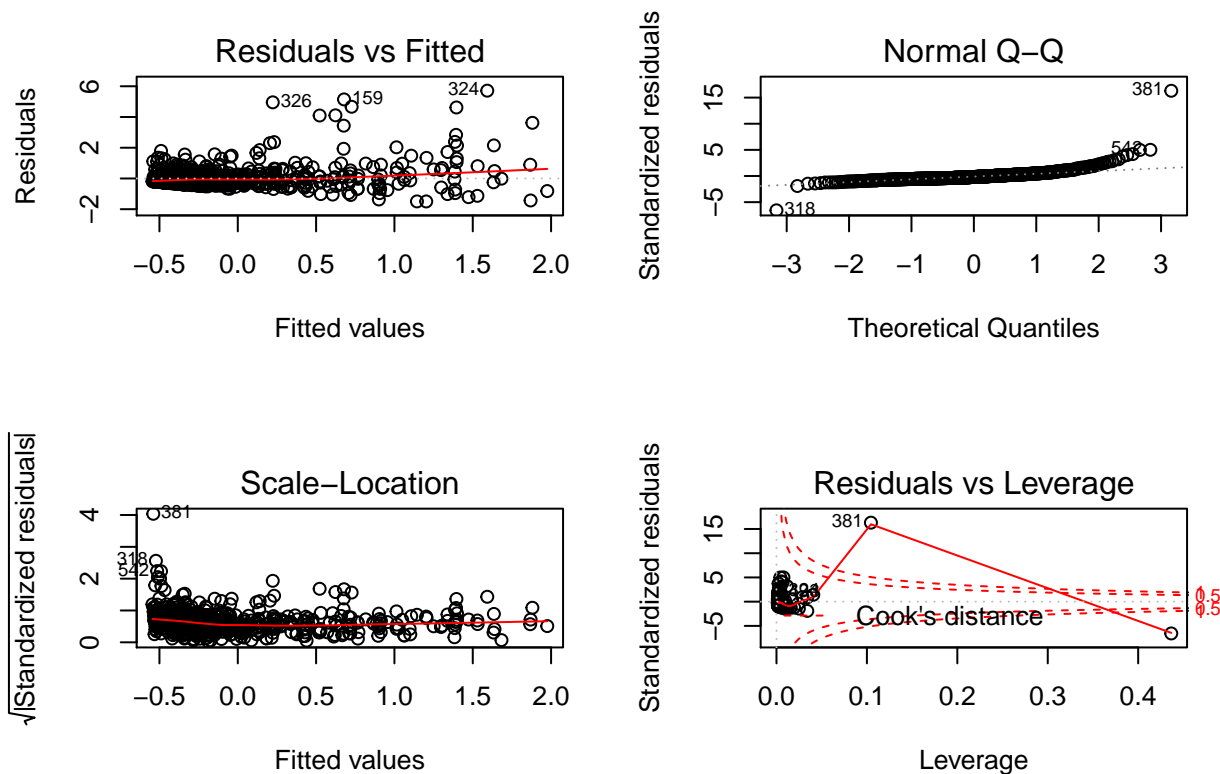 Residuals vs Fitted
Residuals
6
2
−2
326
159
324
−0.5 0.0 0.5 1.0 1.5 2.0
Fitted values
Normal Q−Q
Standardized residuals
15
5
−5
381
542
318
−3 −2 −1 0 1 2 3
Theoretical Quantiles
Scale−Location
√|Standardized residuals|
4
2
0
381
318
542
−0.5 0.0 0.5 1.0 1.5 2.0
Fitted values
Residuals vs Leverage
Standardized residuals
15
5
−5
381
Cook's distance
1
0.5
0.5
1
0.0 0.1 0.2 0.3 0.4
Leverage